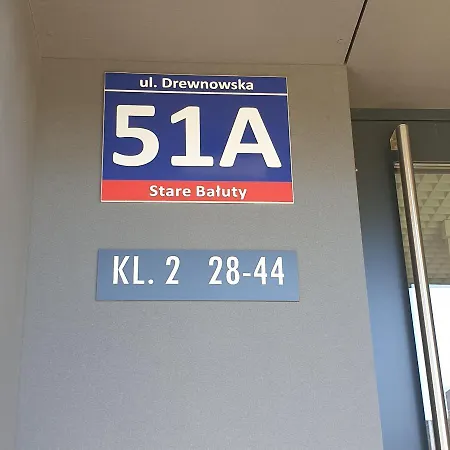 ul. Drewnowska
51A
Stare Bałuty
KL. 2 28-44